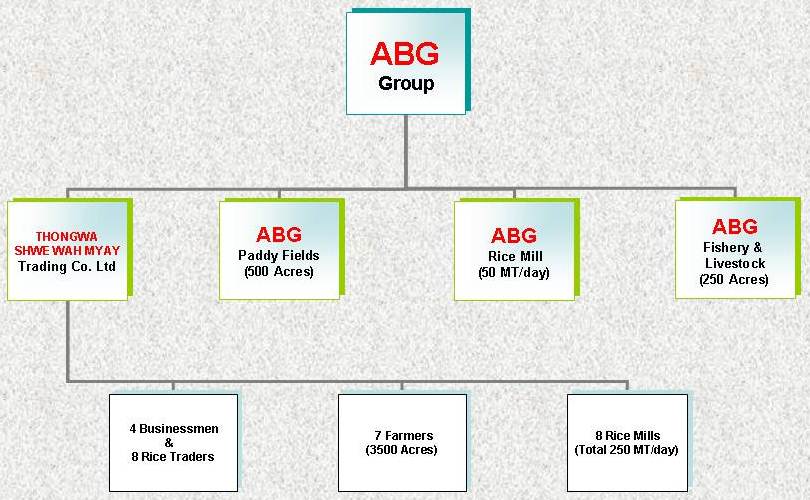 ABG
Group
THONGWA
SHWE WAH MYAY
Trading Co. Ltd
ABG
Paddy Fields
(500 Acres)
ABG
Rice Mill
(50 MT/day)
ABG
Fishery &
Livestock
(250 Acres)
4 Businessmen
&
8 Rice Traders
7 Farmers
(3500 Acres)
8 Rice Mills
(Total 250 MT/day)